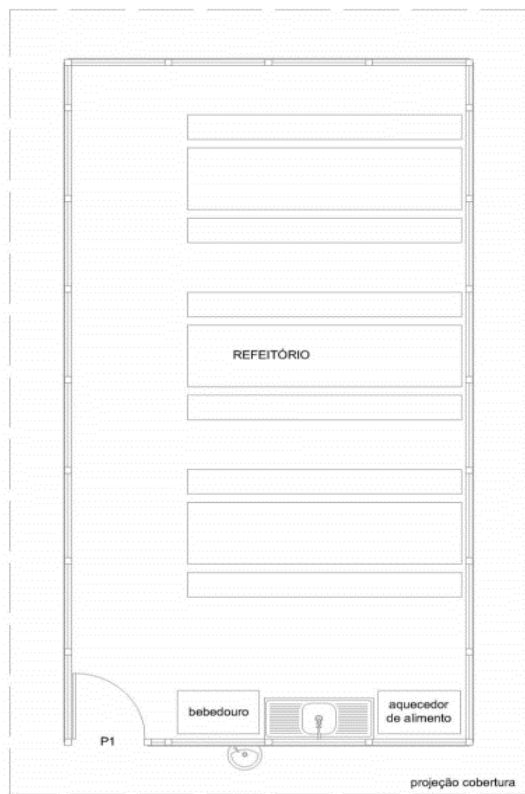 REFEITÓRIO
bebedouro
aquecedor
de alimento
P1
projeção cobertura